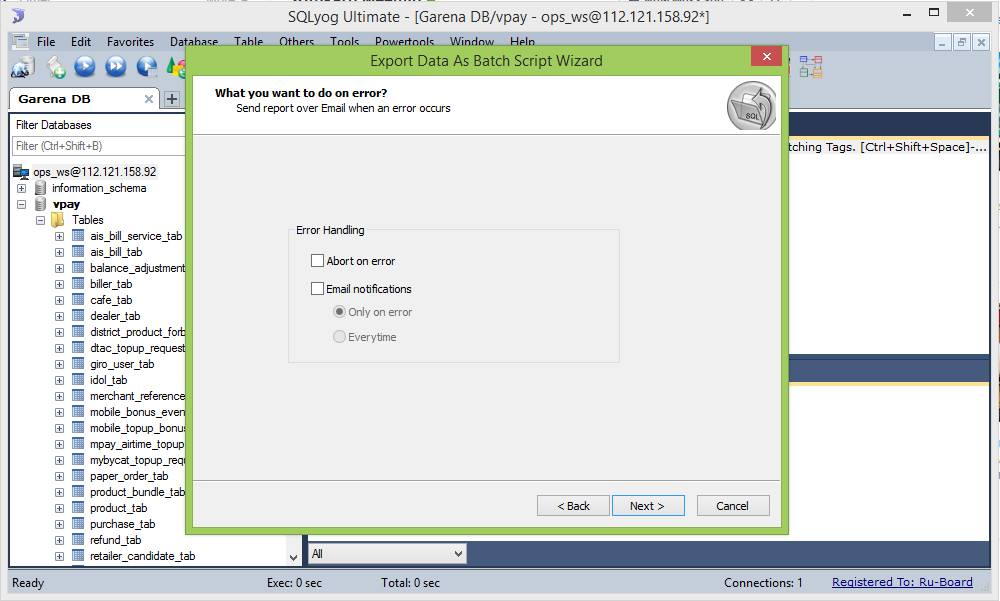 SQLyog Ultimate - [Garena DB/vpay - ops_ws@112.121.158.92*]
File Edit Favorites Database Table Others Tools Powertools Window Help
Export Data As Batch Script Wizard
What you want to do on error?
Send report over Email when an error occurs
SQL
Garena DB
Filter Databases
Filter (Ctrl+Shift+B)
tching Tags. [Ctrl+Shift+Space]-...
ops_ws@112.121.158.92
information_schema
vpay
Tables
ais_bill_service_tab
ais_bill_tab
balance_adjustment
biller_tab
cafe_tab
dealer_tab
district_product_forb
dtac_topup_request
giro_user_tab
idol_tab
merchant_reference
mobile_bonus_even
mobile_topup_bonus
mpay_airtime_topup
mybycat_topup_requ
paper_order_tab
product_bundle_tab
product_tab
purchase_tab
refund_tab
retailer_candidate_tab
Error Handling
Abort on error
Email notifications
Only on error
Everytime
< Back Next > Cancel
All
Ready Exec: 0 sec Total: 0 sec Connections: 1 Registered To: Ru-Board